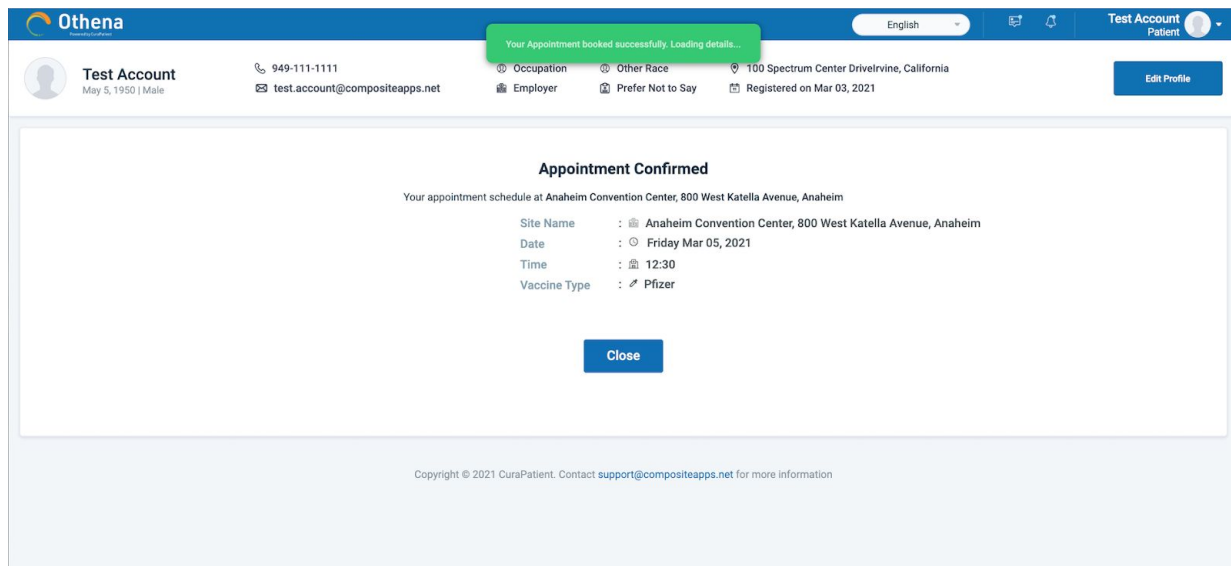 Othena
Powered by CuraPatient
English
Test Account
Patient
Your Appointment booked successfully. Loading details...
Test Account
May 5, 1950 | Male
949-111-1111
test.account@compositeapps.net
Occupation
Employer
Other Race
Prefer Not to Say
100 Spectrum Center DriveIrvine, California
Registered on Mar 03, 2021
Edit Profile
Appointment Confirmed
Your appointment schedule at Anaheim Convention Center, 800 West Katella Avenue, Anaheim
Site Name : Anaheim Convention Center, 800 West Katella Avenue, Anaheim
Date : Friday Mar 05, 2021
Time : 12:30
Vaccine Type : Pfizer
Close
Copyright © 2021 CuraPatient. Contact support@compositeapps.net for more information